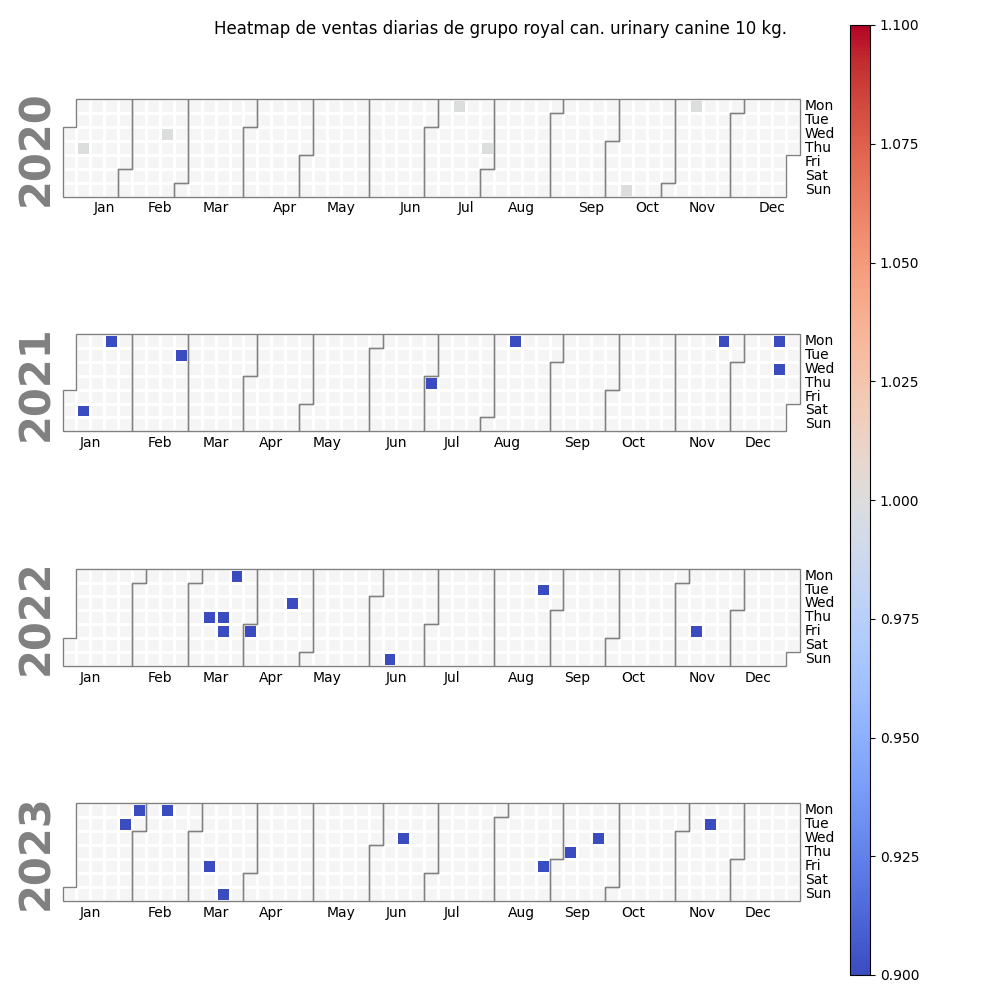 Heatmap de ventas diarias de grupo royal can. urinary canine 10 kg.
2020
Mon
Tue
Wed
Thu
Fri
Sat
Sun
Jan Feb Mar Apr May Jun Jul Aug Sep Oct Nov Dec
2021
Mon
Tue
Wed
Thu
Fri
Sat
Sun
Jan Feb Mar Apr May Jun Jul Aug Sep Oct Nov Dec
2022
Mon
Tue
Wed
Thu
Fri
Sat
Sun
Jan Feb Mar Apr May Jun Jul Aug Sep Oct Nov Dec
2023
Mon
Tue
Wed
Thu
Fri
Sat
Sun
Jan Feb Mar Apr May Jun Jul Aug Sep Oct Nov Dec
1.100
1.075
1.050
1.025
1.000
0.975
0.950
0.925
0.900